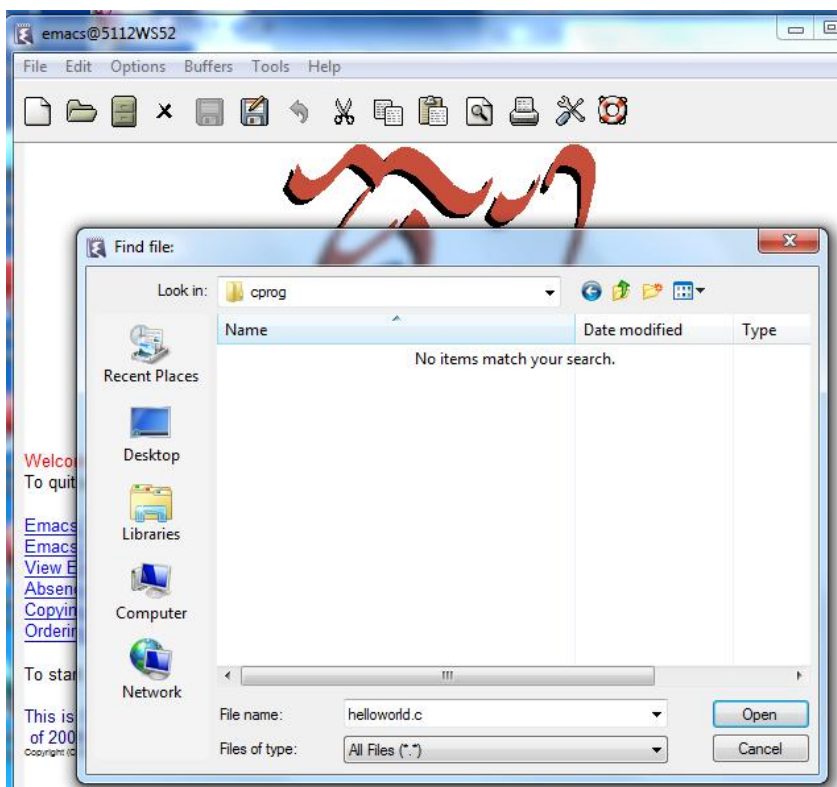 emacs@5112WS52
File Edit Options Buffers Tools Help
Find file:
Look in: cprog
Name Date modified Type
No items match your search.
Recent Places
Desktop
Libraries
Computer
Network
Welco
To quit
Emacs
Emacs
View E
Absen
Copyin
Orderin
To star
This is
of 200
File name: helloworld.c Open
Files of type: All Files (*.*) Cancel